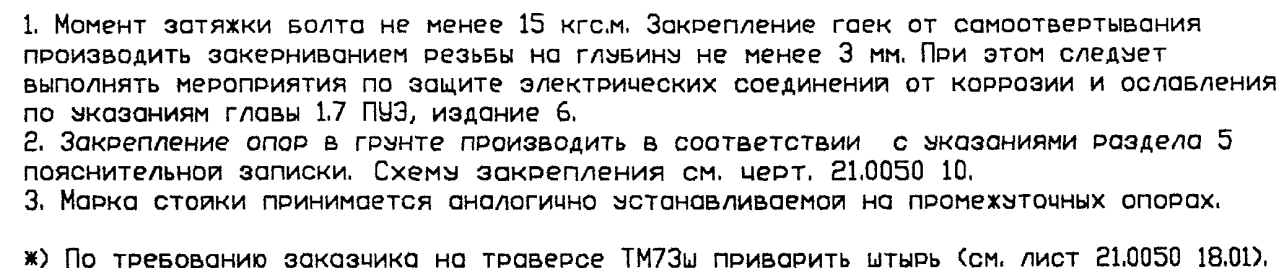 1. Момент затяжки болта не менее 15 кгс.м. Закрепление гаек от самоотвертывания
производить закерниванием резьбы на глубину не менее 3 мм. При этом следует
выполнять мероприятия по защите электрических соединений от коррозии и ослабления
по указаниям главы 1.7 ПУЭ, издание 6.
2. Закрепление опор в грунте производить в соответствии с указаниями раздела 5
пояснительной записки. Схему закрепления см. черт. 21.0050 10.
3. Марка стойки принимается аналогично устанавливаемой на промежуточных опорах.
*) По требованию заказчика на траверсе ТМ73ш приварить штырь (см. лист 21.0050 18.01).